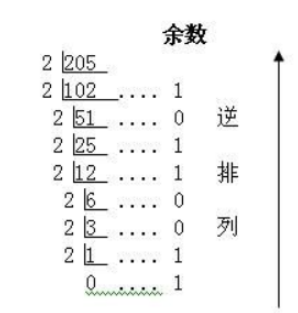 余数
2 205
2 102 .... 1
2 51 .... 0 逆
2 25 .... 1
2 12 .... 1 排
2 6 .... 0
2 3 .... 0 列
2 1 .... 1
0 .... 1